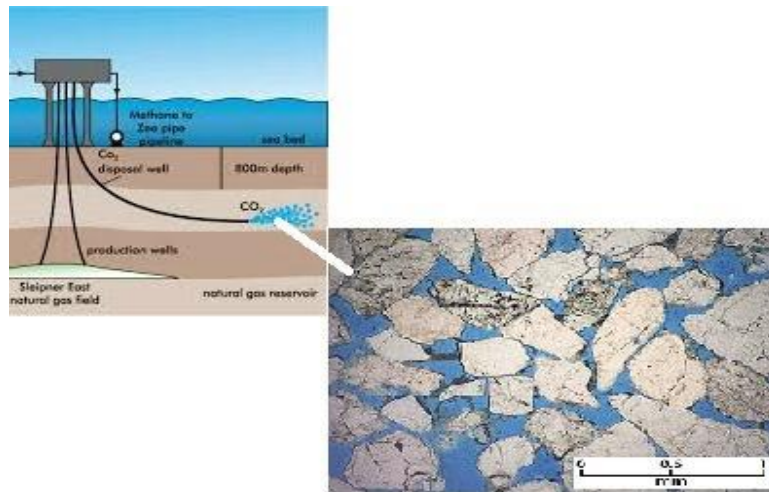 Methane to
Zee pipe
pipeline
sea bed
Co₂
disposal well
800m depth
CO₂
production wells
Sleipner East
natural gas field
natural gas reservoir
0 0.5 1
mm